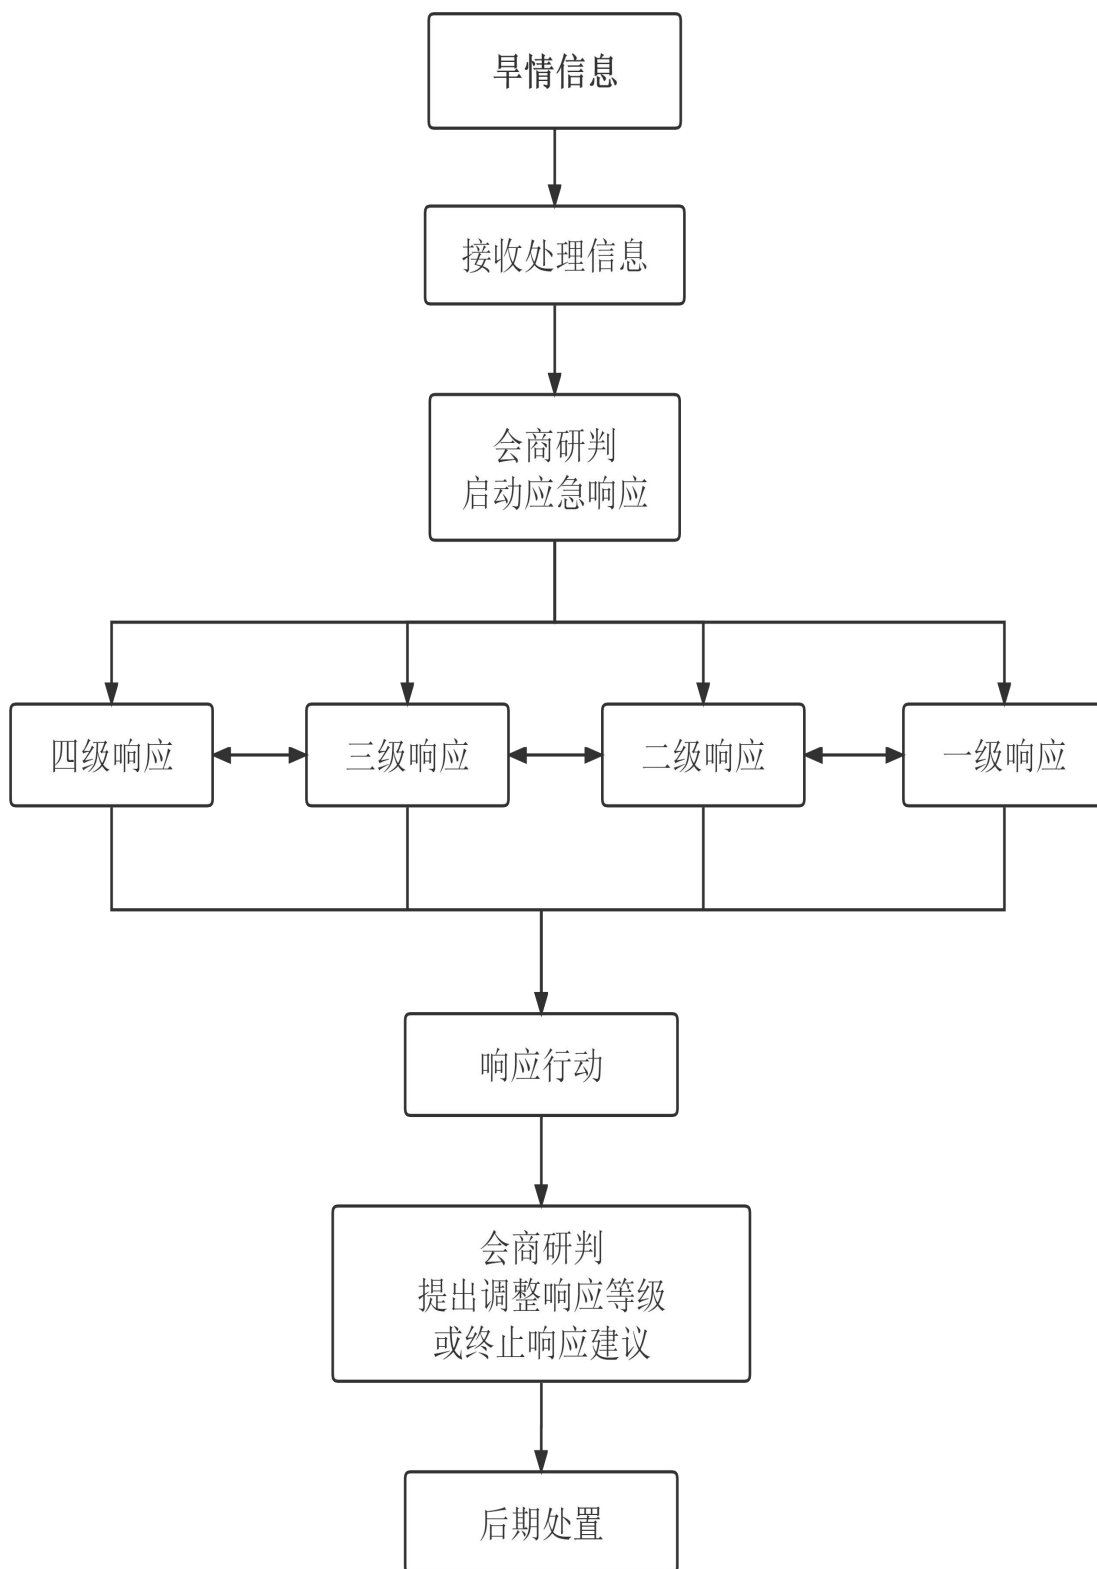 旱情信息
接收处理信息
会商研判
启动应急响应
四级响应
三级响应
二级响应
一级响应
响应行动
会商研判
提出调整响应等级
或终止响应建议
后期处置